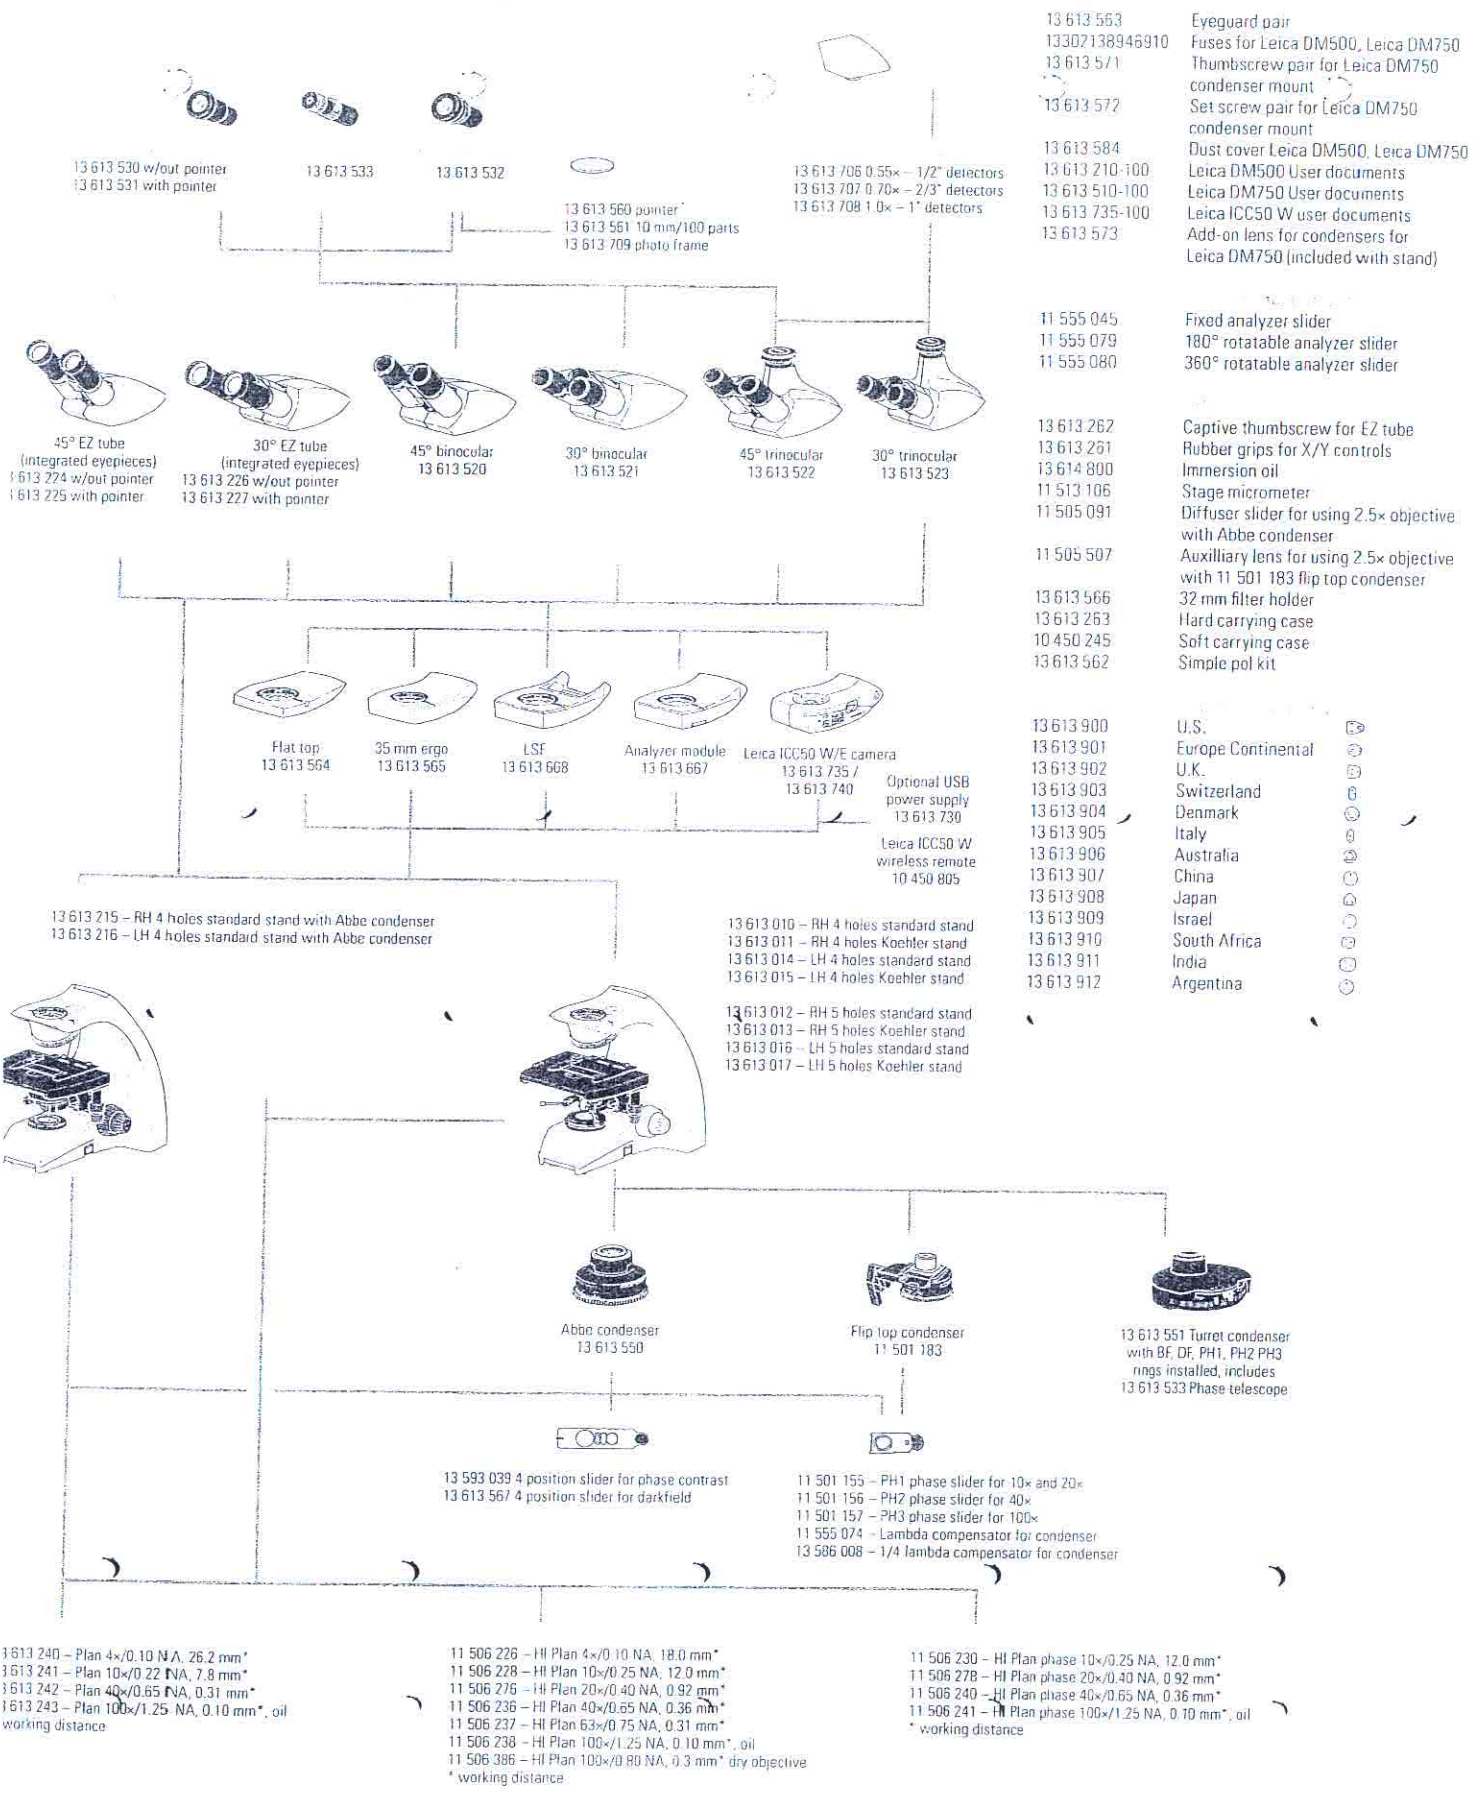 13 613 530 w/out pointer
13 613 531 with pointer
13 613 533
13 613 532
13 613 560 pointer
13 613 561 10 mm/100 parts
13 613 709 photo frame
13 613 706 0.55× – 1/2" detectors
13 613 707 0.70× – 2/3" detectors
13 613 708 1.0× – 1" detectors
13 613 563 Eyeguard pair
13302138946910 Fuses for Leica DM500, Leica DM750
13 613 571 Thumbscrew pair for Leica DM750
condenser mount
13 613 572 Set screw pair for Leica DM750
condenser mount
13 613 584 Dust cover Leica DM500, Leica DM750
13 613 210-100 Leica DM500 User documents
13 613 510-100 Leica DM750 User documents
13 613 735-100 Leica ICC50 W user documents
13 613 573 Add-on lens for condensers for
Leica DM750 (included with stand)
11 555 045 Fixed analyzer slider
11 555 079 180° rotatable analyzer slider
11 555 080 360° rotatable analyzer slider
45° EZ tube
(integrated eyepieces)
613 224 w/out pointer
613 225 with pointer
30° EZ tube
(integrated eyepieces)
13 613 226 w/out pointer
13 613 227 with pointer
45° binocular
13 613 520
30° binocular
13 613 521
45° trinocular
13 613 522
30° trinocular
13 613 523
13 613 262 Captive thumbscrew for EZ tube
13 613 261 Rubber grips for X/Y controls
13 614 800 Immersion oil
11 513 106 Stage micrometer
11 505 091 Diffuser slider for using 2.5× objective
with Abbe condenser
11 505 507 Auxilliary lens for using 2.5× objective
with 11 501 183 flip top condenser
13 613 566 32 mm filter holder
13 613 263 Hard carrying case
10 450 245 Soft carrying case
13 613 562 Simple pol kit
Flat top
13 613 564
35 mm ergo
13 613 565
LSF
13 613 668
Analyzer module
13 613 667
Leica ICC50 W/E camera
13 613 735 /
13 613 740
Optional USB
power supply
13 613 730
Leica ICC50 W
wireless remote
10 450 805
13 613 900 U.S.
13 613 901 Europe Continental
13 613 902 U.K.
13 613 903 Switzerland
13 613 904 Denmark
13 613 905 Italy
13 613 906 Australia
13 613 907 China
13 613 908 Japan
13 613 909 Israel
13 613 910 South Africa
13 613 911 India
13 613 912 Argentina
13 613 215 – RH 4 holes standard stand with Abbe condenser
13 613 216 – LH 4 holes standard stand with Abbe condenser
13 613 010 – RH 4 holes standard stand
13 613 011 – RH 4 holes Koehler stand
13 613 014 – LH 4 holes standard stand
13 613 015 – LH 4 holes Koehler stand
13 613 012 – RH 5 holes standard stand
13 613 013 – RH 5 holes Koehler stand
13 613 016 – LH 5 holes standard stand
13 613 017 – LH 5 holes Koehler stand
Abbe condenser
13 613 550
Flip top condenser
11 501 183
13 613 551 Turret condenser
with BF, DF, PH1, PH2 PH3
rings installed, includes
13 613 533 Phase telescope
13 593 039 4 position slider for phase contrast
13 613 567 4 position slider for darkfield
11 501 155 – PH1 phase slider for 10× and 20×
11 501 156 – PH2 phase slider for 40×
11 501 157 – PH3 phase slider for 100×
11 555 074 – Lambda compensator for condenser
13 586 008 – 1/4 lambda compensator for condenser
613 240 – Plan 4×/0.10 NA, 26.2 mm*
613 241 – Plan 10×/0.22 NA, 7.8 mm*
613 242 – Plan 40×/0.65 NA, 0.31 mm*
613 243 – Plan 100×/1.25 NA, 0.10 mm*, oil
working distance
11 506 226 – HI Plan 4×/0.10 NA, 18.0 mm*
11 506 228 – HI Plan 10×/0.25 NA, 12.0 mm*
11 506 276 – HI Plan 20×/0.40 NA, 0.92 mm*
11 506 236 – HI Plan 40×/0.65 NA, 0.36 mm*
11 506 237 – HI Plan 63×/0.75 NA, 0.31 mm*
11 506 238 – HI Plan 100×/1.25 NA, 0.10 mm*, oil
11 506 386 – HI Plan 100×/0.80 NA, 0.3 mm* dry objective
* working distance
11 506 230 – HI Plan phase 10×/0.25 NA, 12.0 mm*
11 506 278 – HI Plan phase 20×/0.40 NA, 0.92 mm*
11 506 240 – HI Plan phase 40×/0.65 NA, 0.36 mm*
11 506 241 – HI Plan phase 100×/1.25 NA, 0.10 mm*, oil
* working distance